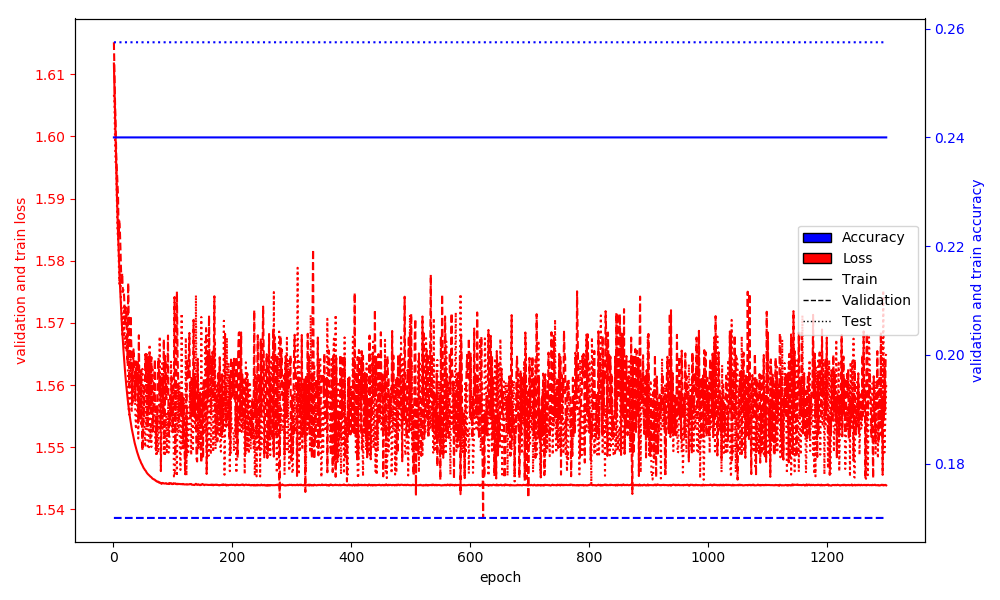 validation and train loss
1.61
1.60
1.59
1.58
1.57
1.56
1.55
1.54
0 200 400 600 800 1000 1200
epoch
0.26
0.24
0.22
0.20
0.18
validation and train accuracy
Accuracy
Loss
Train
Validation
Test